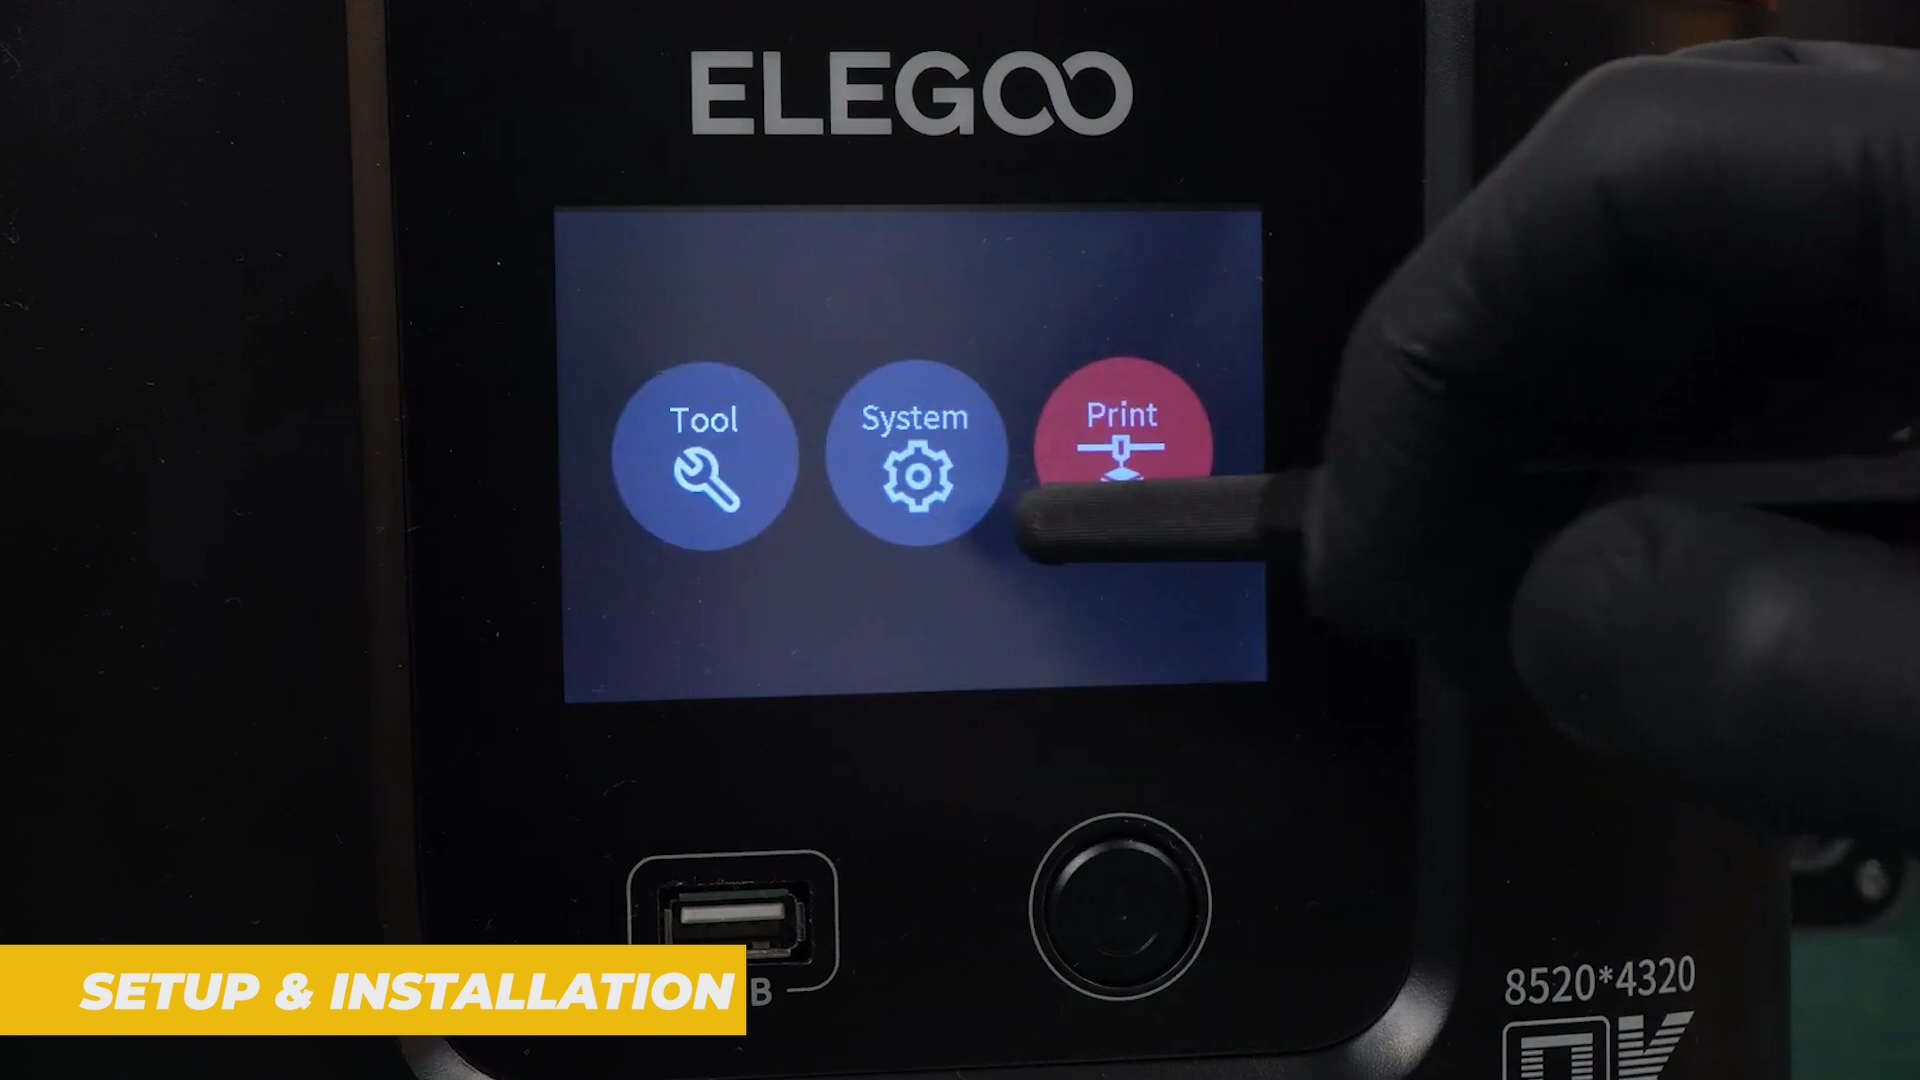 ELEGOO
Tool
System
Print
B
8520*4320
SETUP & INSTALLATION